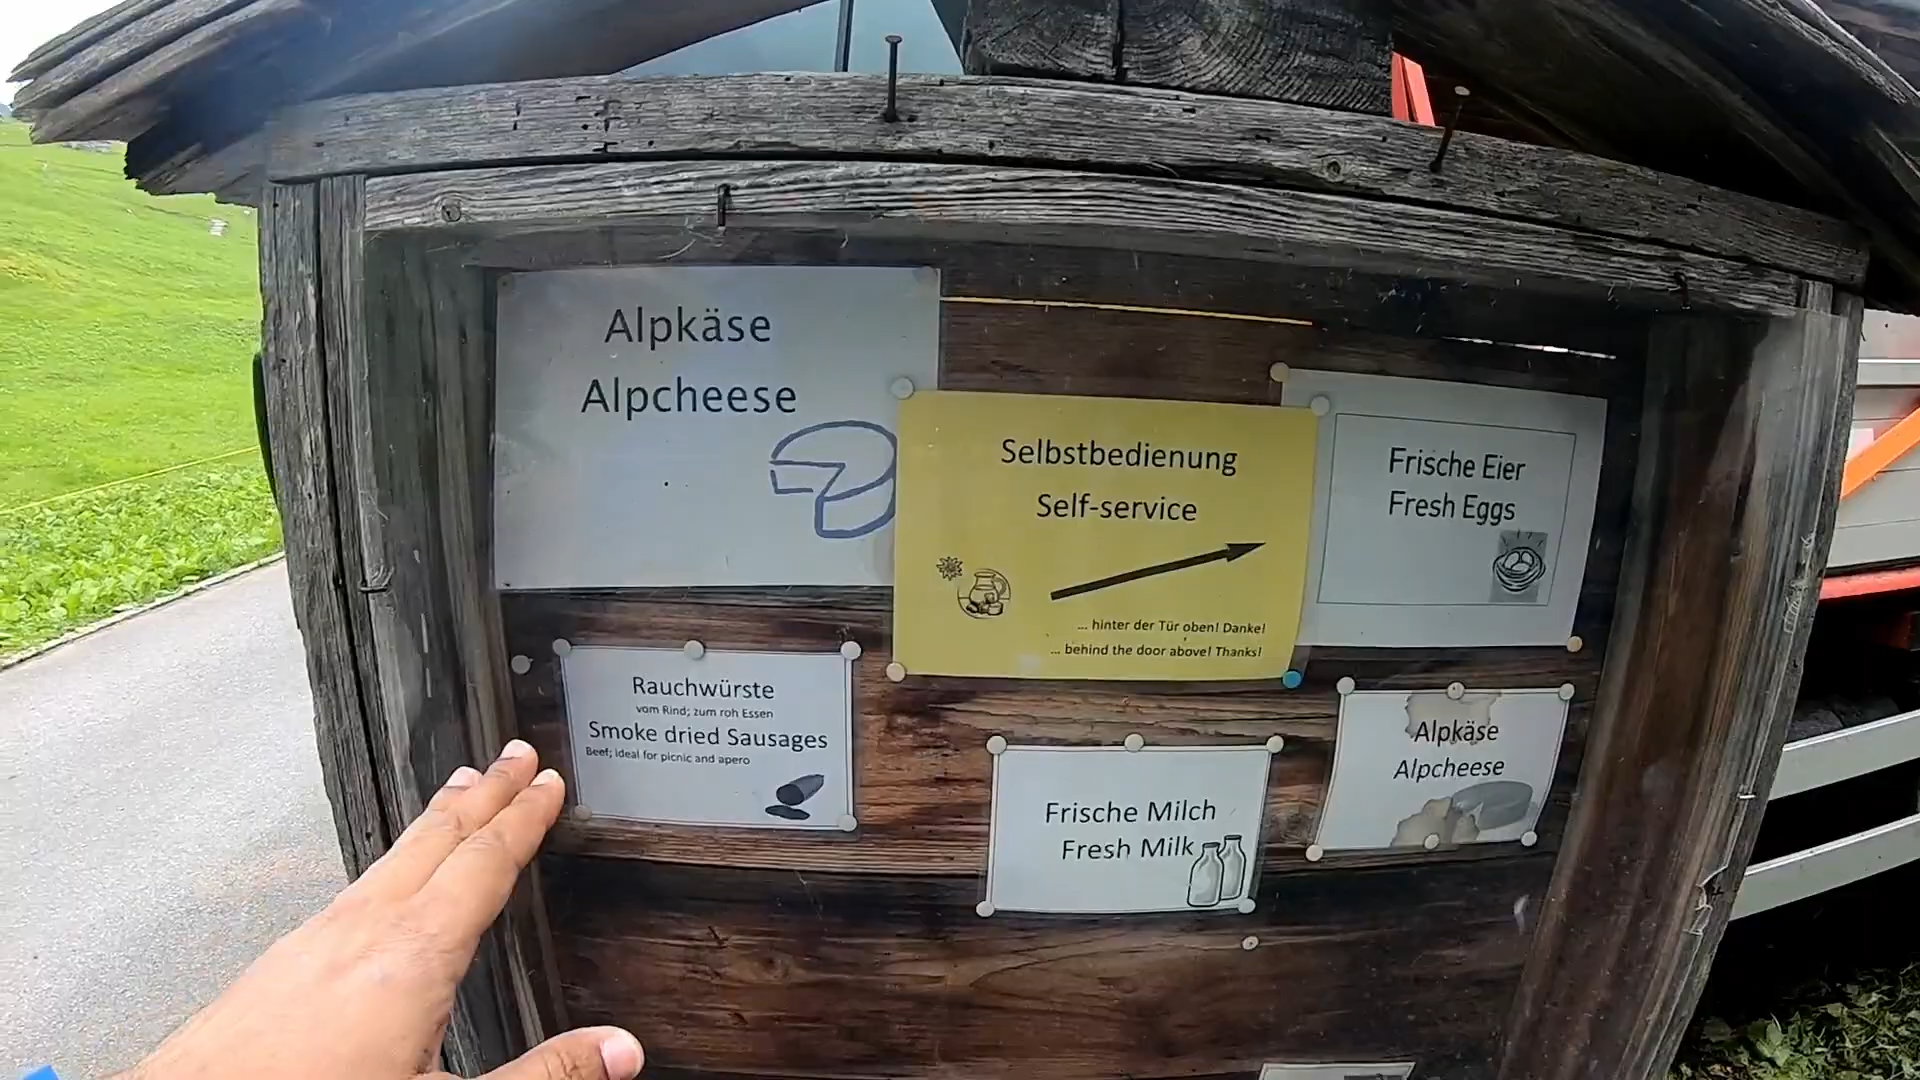 Alpkäse
Alpcheese
Selbstbedienung
Self-service
... hinter der Tür oben! Danke!
... behind the door above! Thanks!
Frische Eier
Fresh Eggs
Rauchwürste
vom Rind; zum roh Essen
Smoke dried Sausages
Beef; ideal for picnic and apero
Frische Milch
Fresh Milk
Alpkäse
Alpcheese